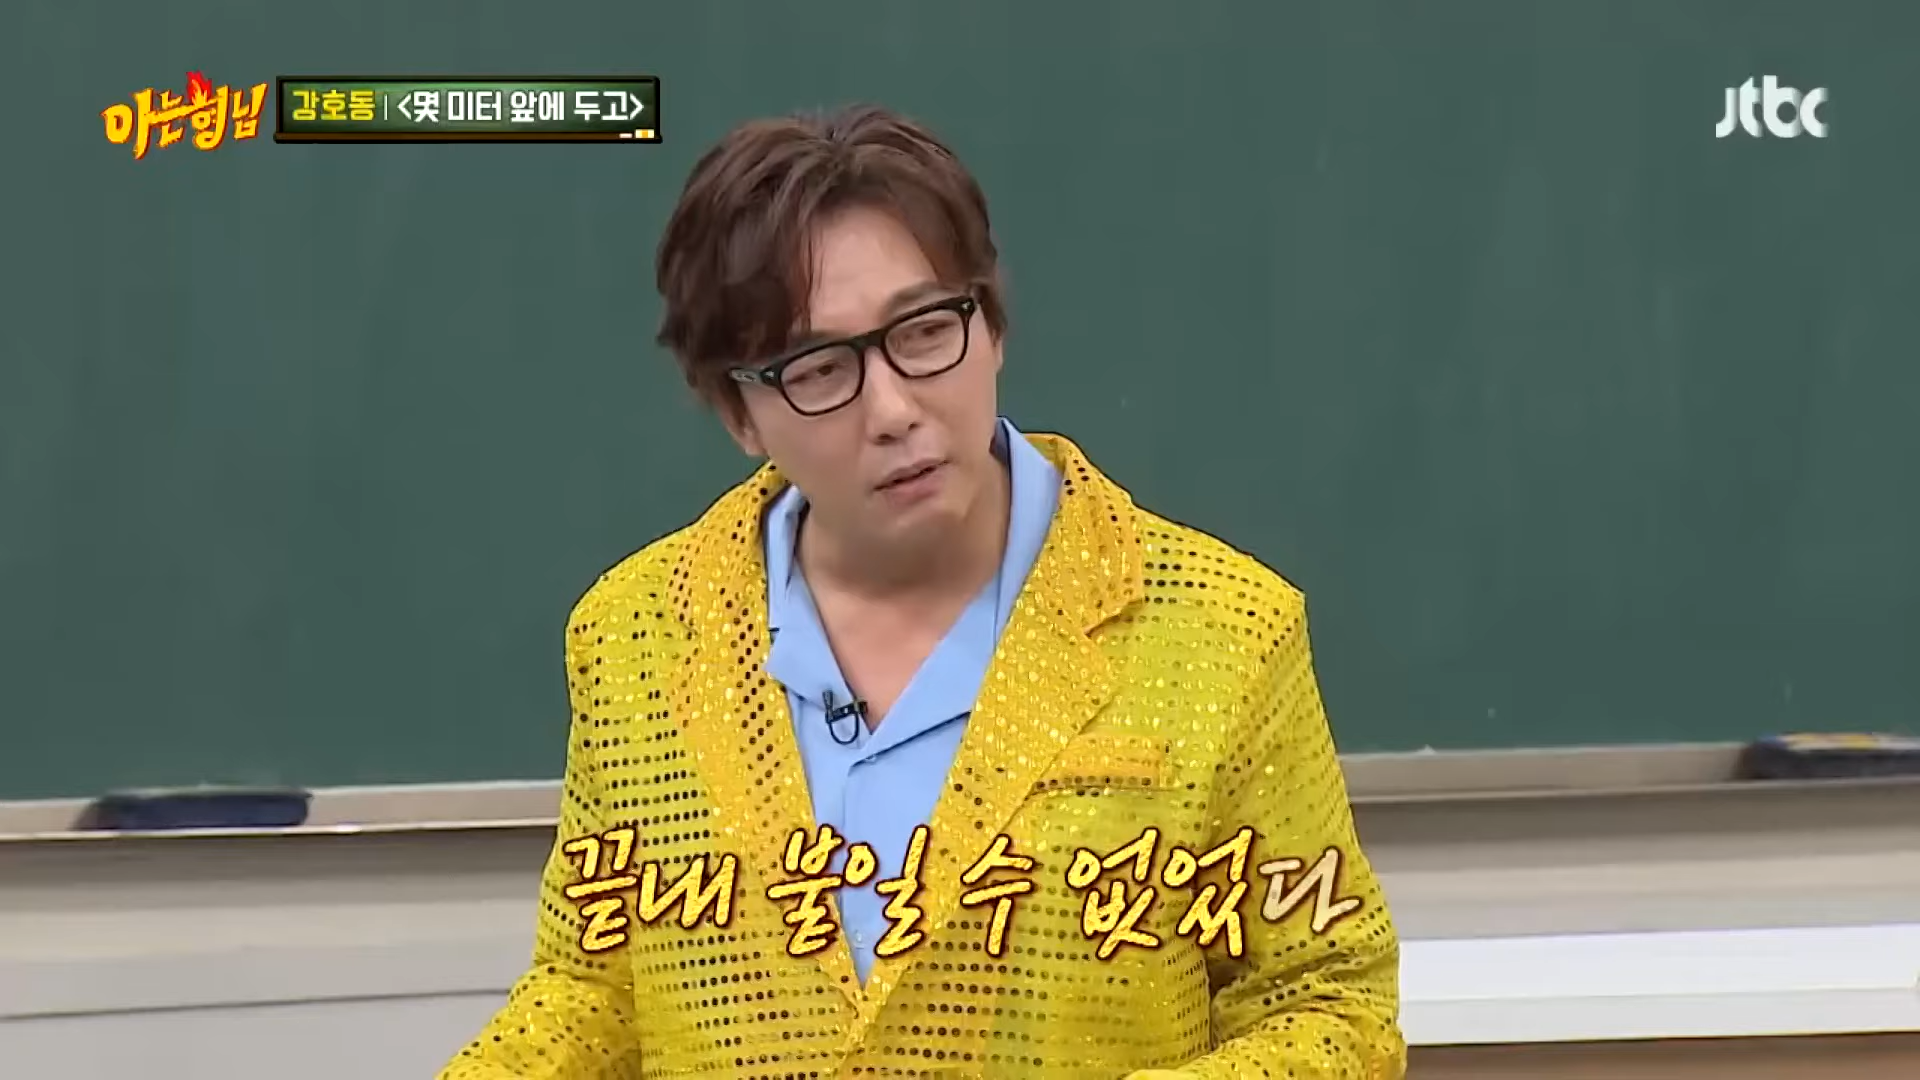 아는형님
강호동 | <몇 미터 앞에 두고>
jtbc
끝내 붙일 수 없었다